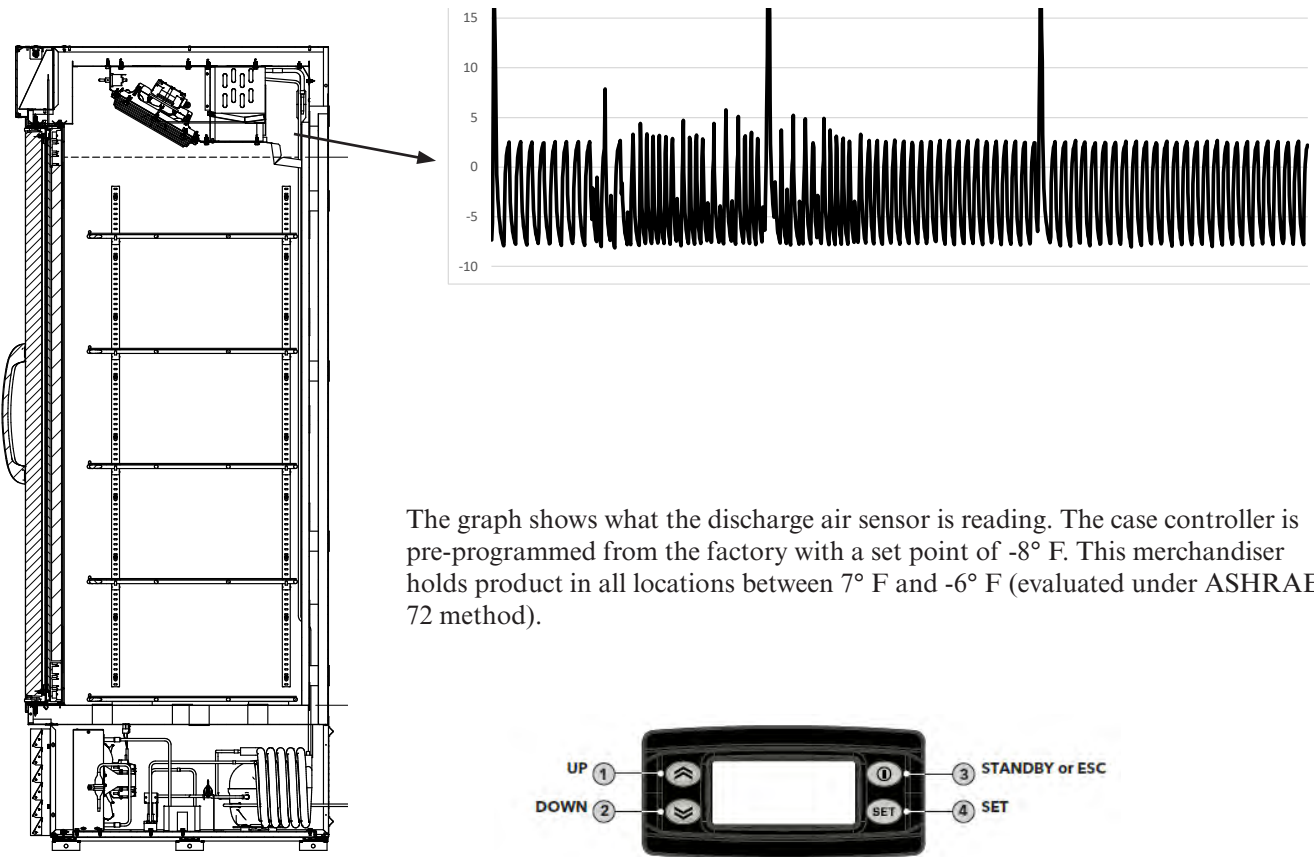 15
10
5
0
-5
-10
The graph shows what the discharge air sensor is reading. The case controller is
pre-programmed from the factory with a set point of -8° F. This merchandiser
holds product in all locations between 7° F and -6° F (evaluated under ASHRAE
72 method).
UP 1
3 STANDBY or ESC
DOWN 2
SET
4 SET